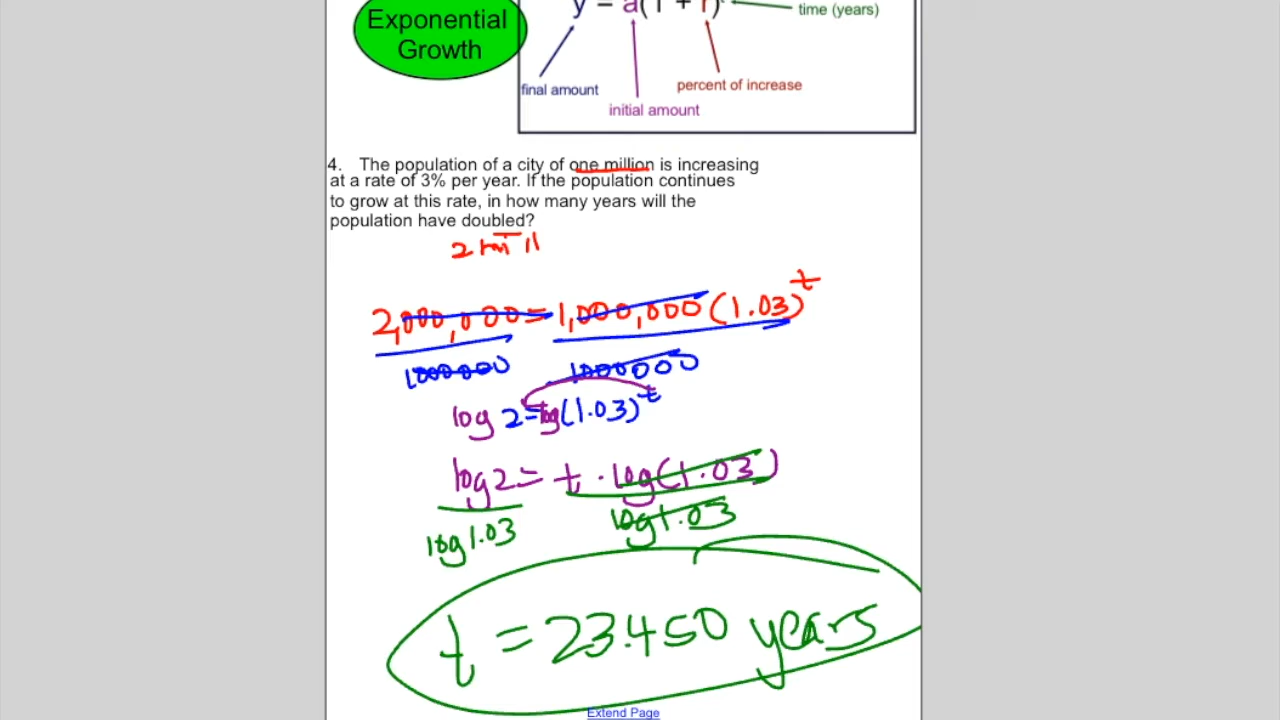 Exponential
Growth
y = a(1 + r)
time (years)
final amount
percent of increase
initial amount
4. The population of a city of one million is increasing
at a rate of 3% per year. If the population continues
to grow at this rate, in how many years will the
population have doubled?
2 mill
2,000,000 = 1,000,000 (1.03)^t
1000000 1000000
log 2 = log(1.03)^t
log 2 = t · log(1.03)
log 1.03 log 1.03
t = 23.450 years
Extend Page